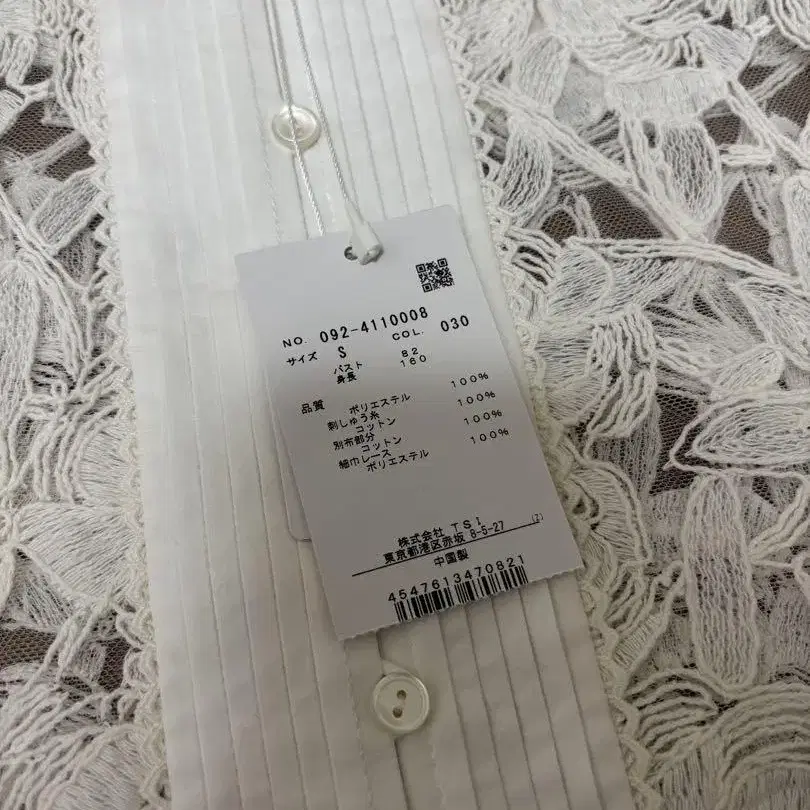 NO. 092-4110008
サイズ S COL. 030
バスト 82
身長 160
品質 ポリエステル 100%
刺しゅう糸
コットン 100%
別布部分
コットン 100%
細巾レース
ポリエステル 100%
株式会社 TSI
東京都港区赤坂 8-5-27 (Z)
中国製
4547613470821